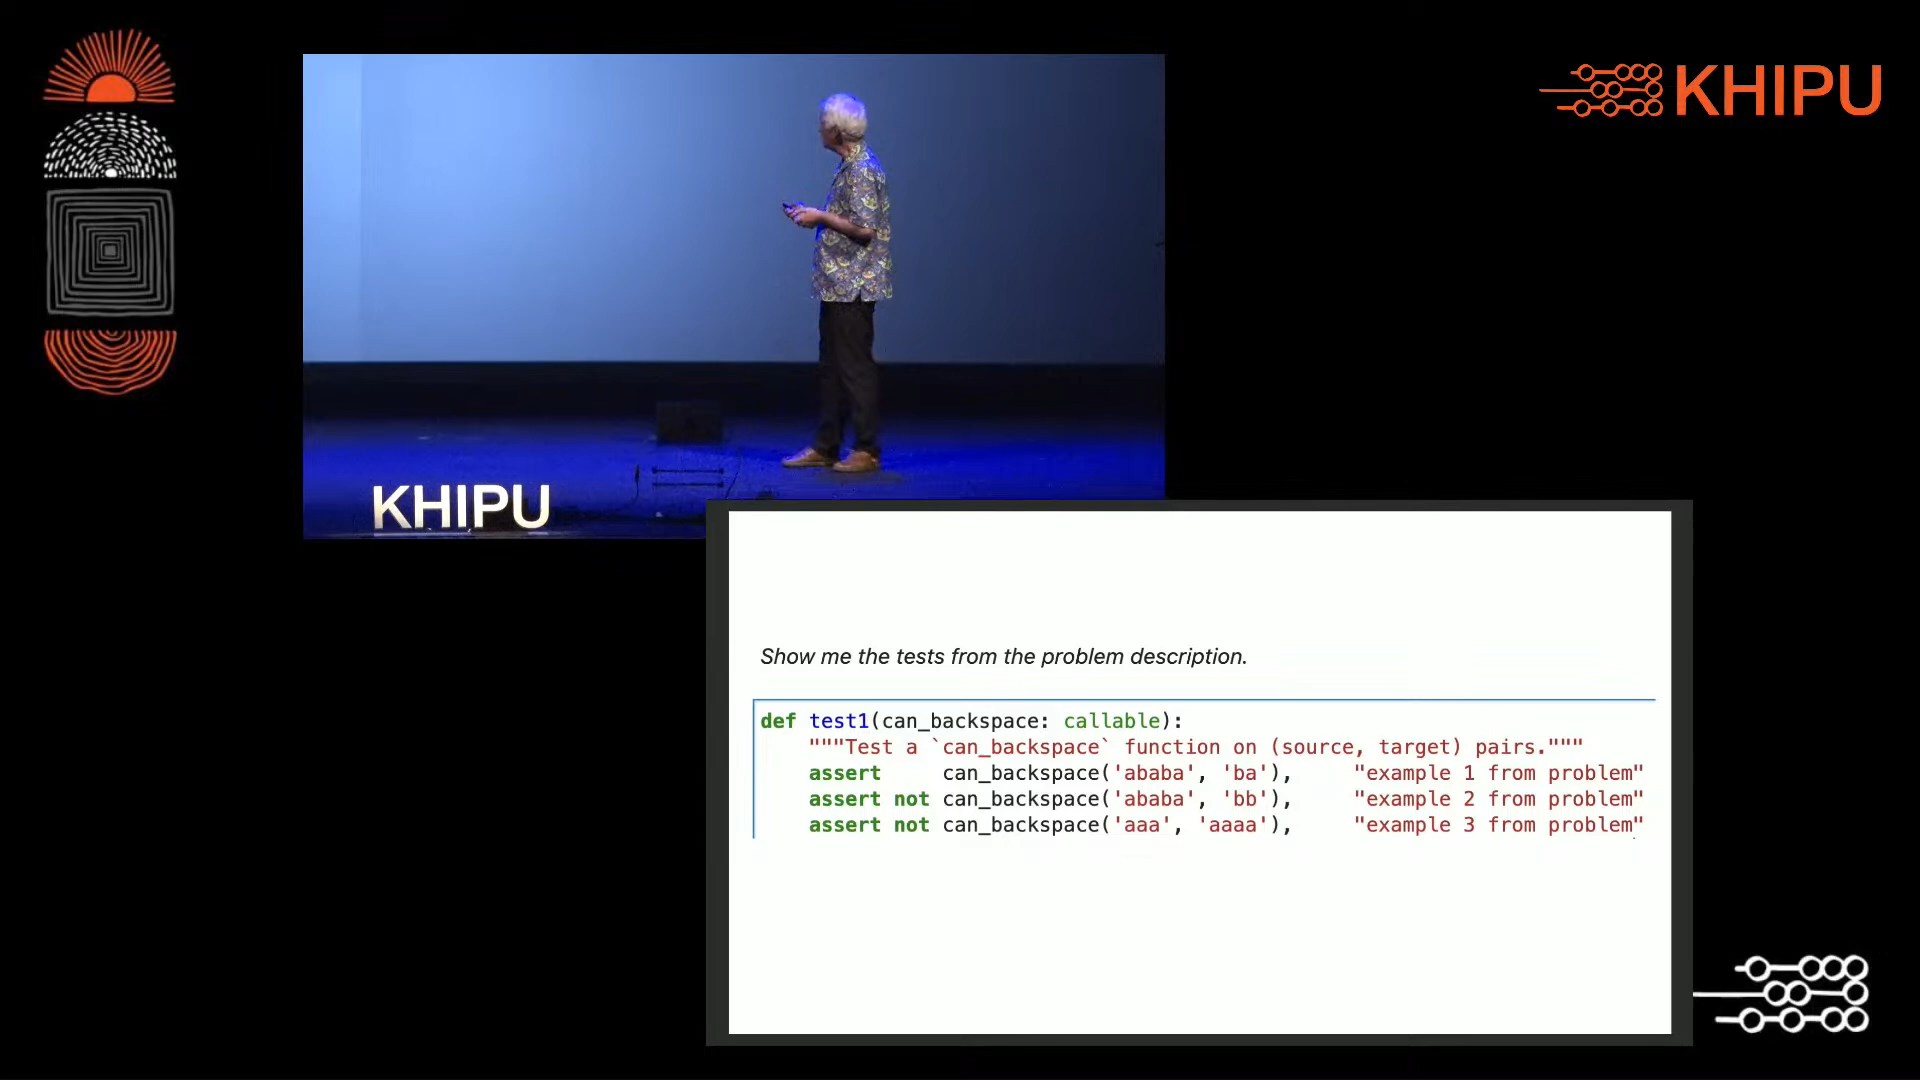 KHIPU
KHIPU
Show me the tests from the problem description.
def test1(can_backspace: callable):
    """Test a `can_backspace` function on (source, target) pairs."""
    assert     can_backspace('ababa', 'ba'),     "example 1 from problem"
    assert not can_backspace('ababa', 'bb'),     "example 2 from problem"
    assert not can_backspace('aaa', 'aaaa'),     "example 3 from problem"